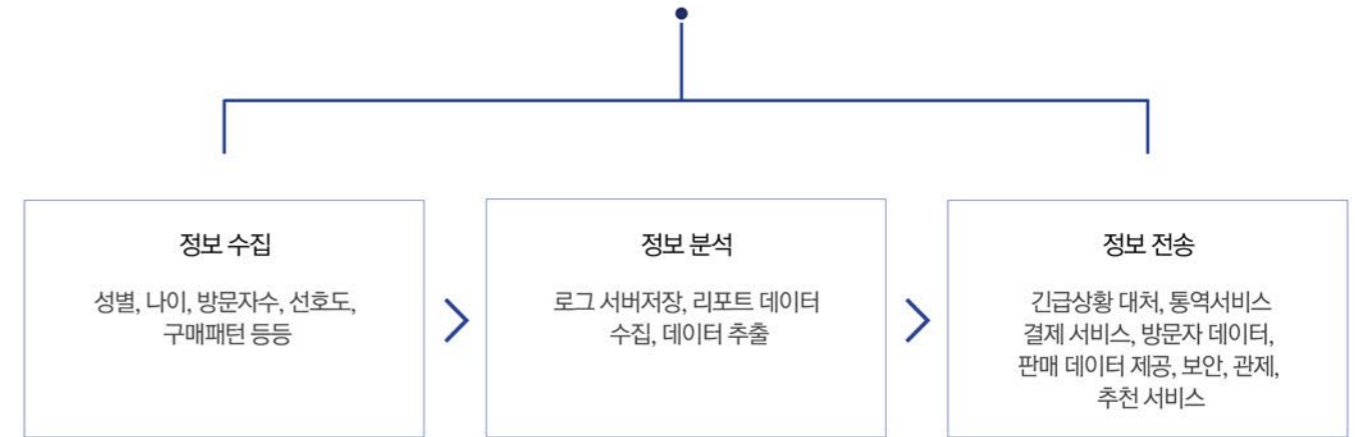 정보 수집
성별, 나이, 방문자수, 선호도,
구매패턴 등등
정보 분석
로그 서버저장, 리포트 데이터
수집, 데이터 추출
정보 전송
긴급상황 대처, 통역서비스
결제 서비스, 방문자 데이터,
판매 데이터 제공, 보안, 관제,
추천 서비스